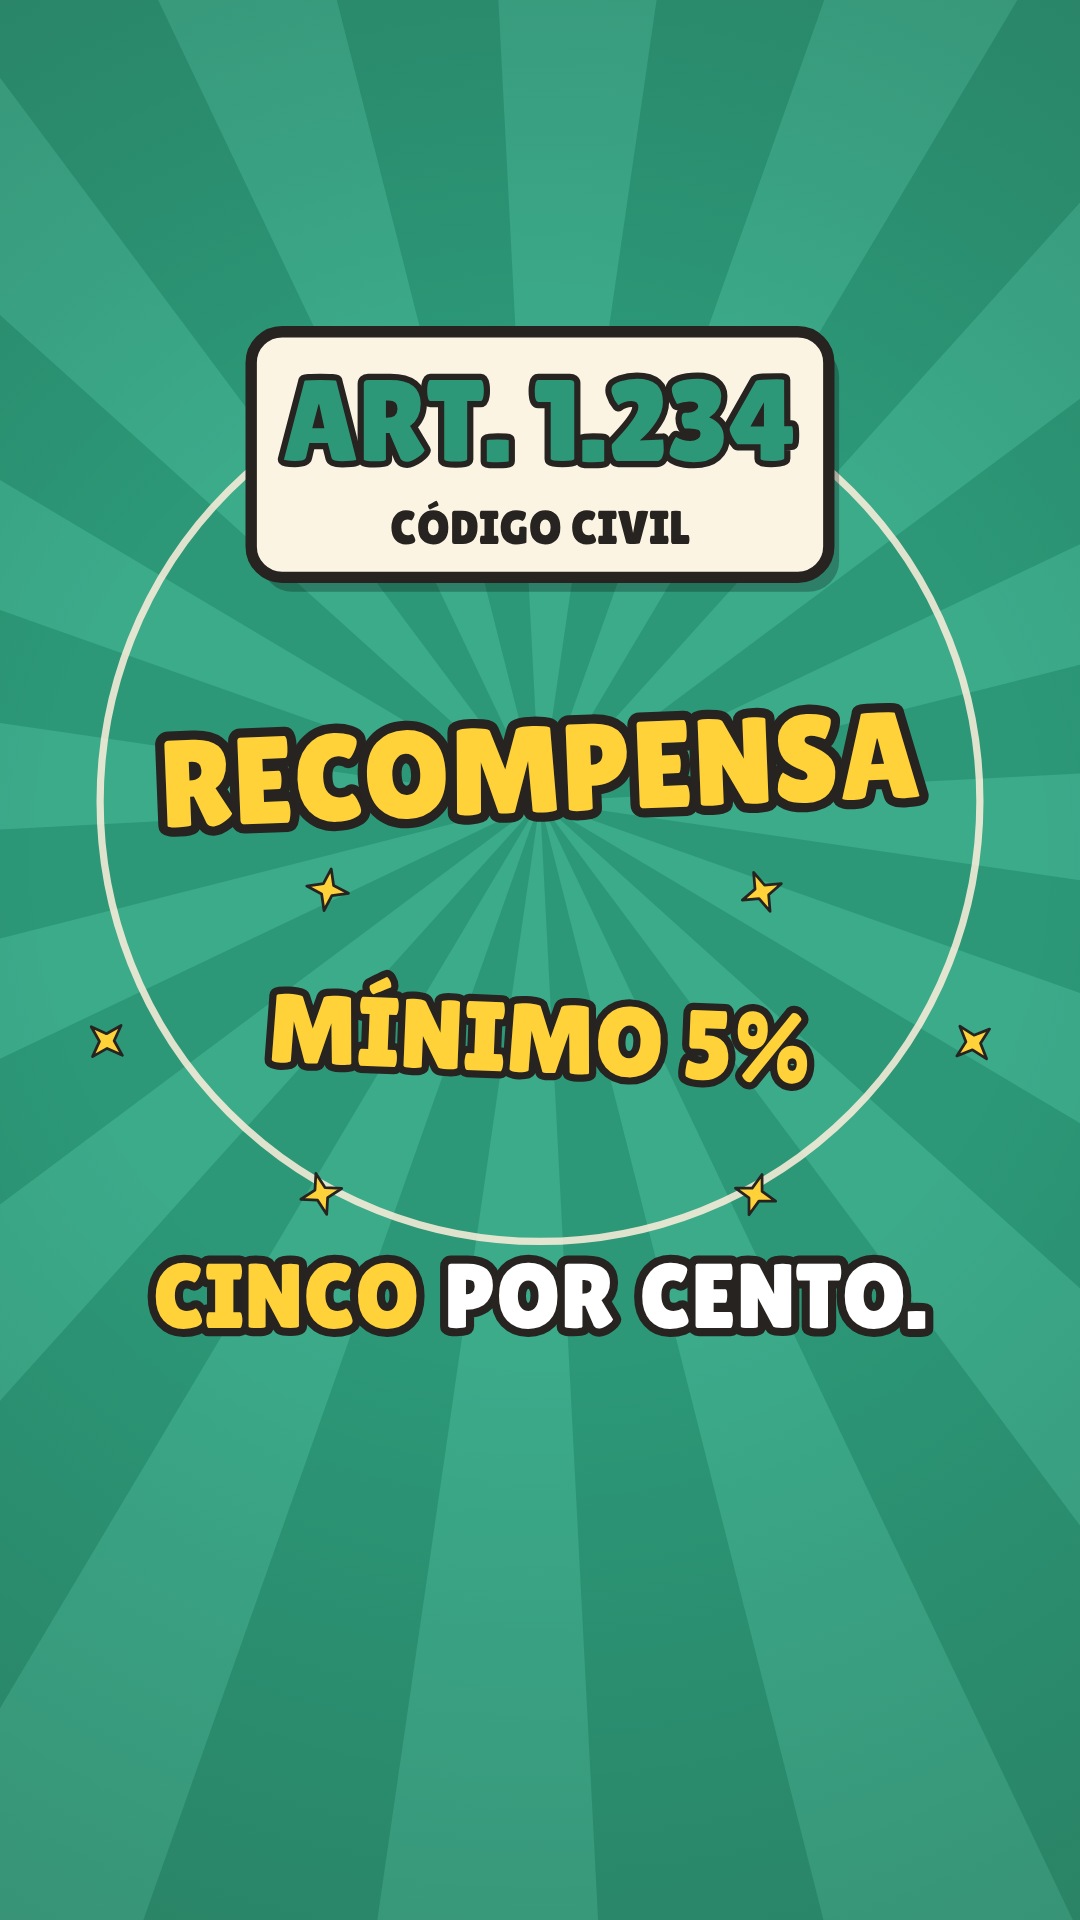 ART. 1.234
CÓDIGO CIVIL
RECOMPENSA
MÍNIMO 5%
CINCO POR CENTO.